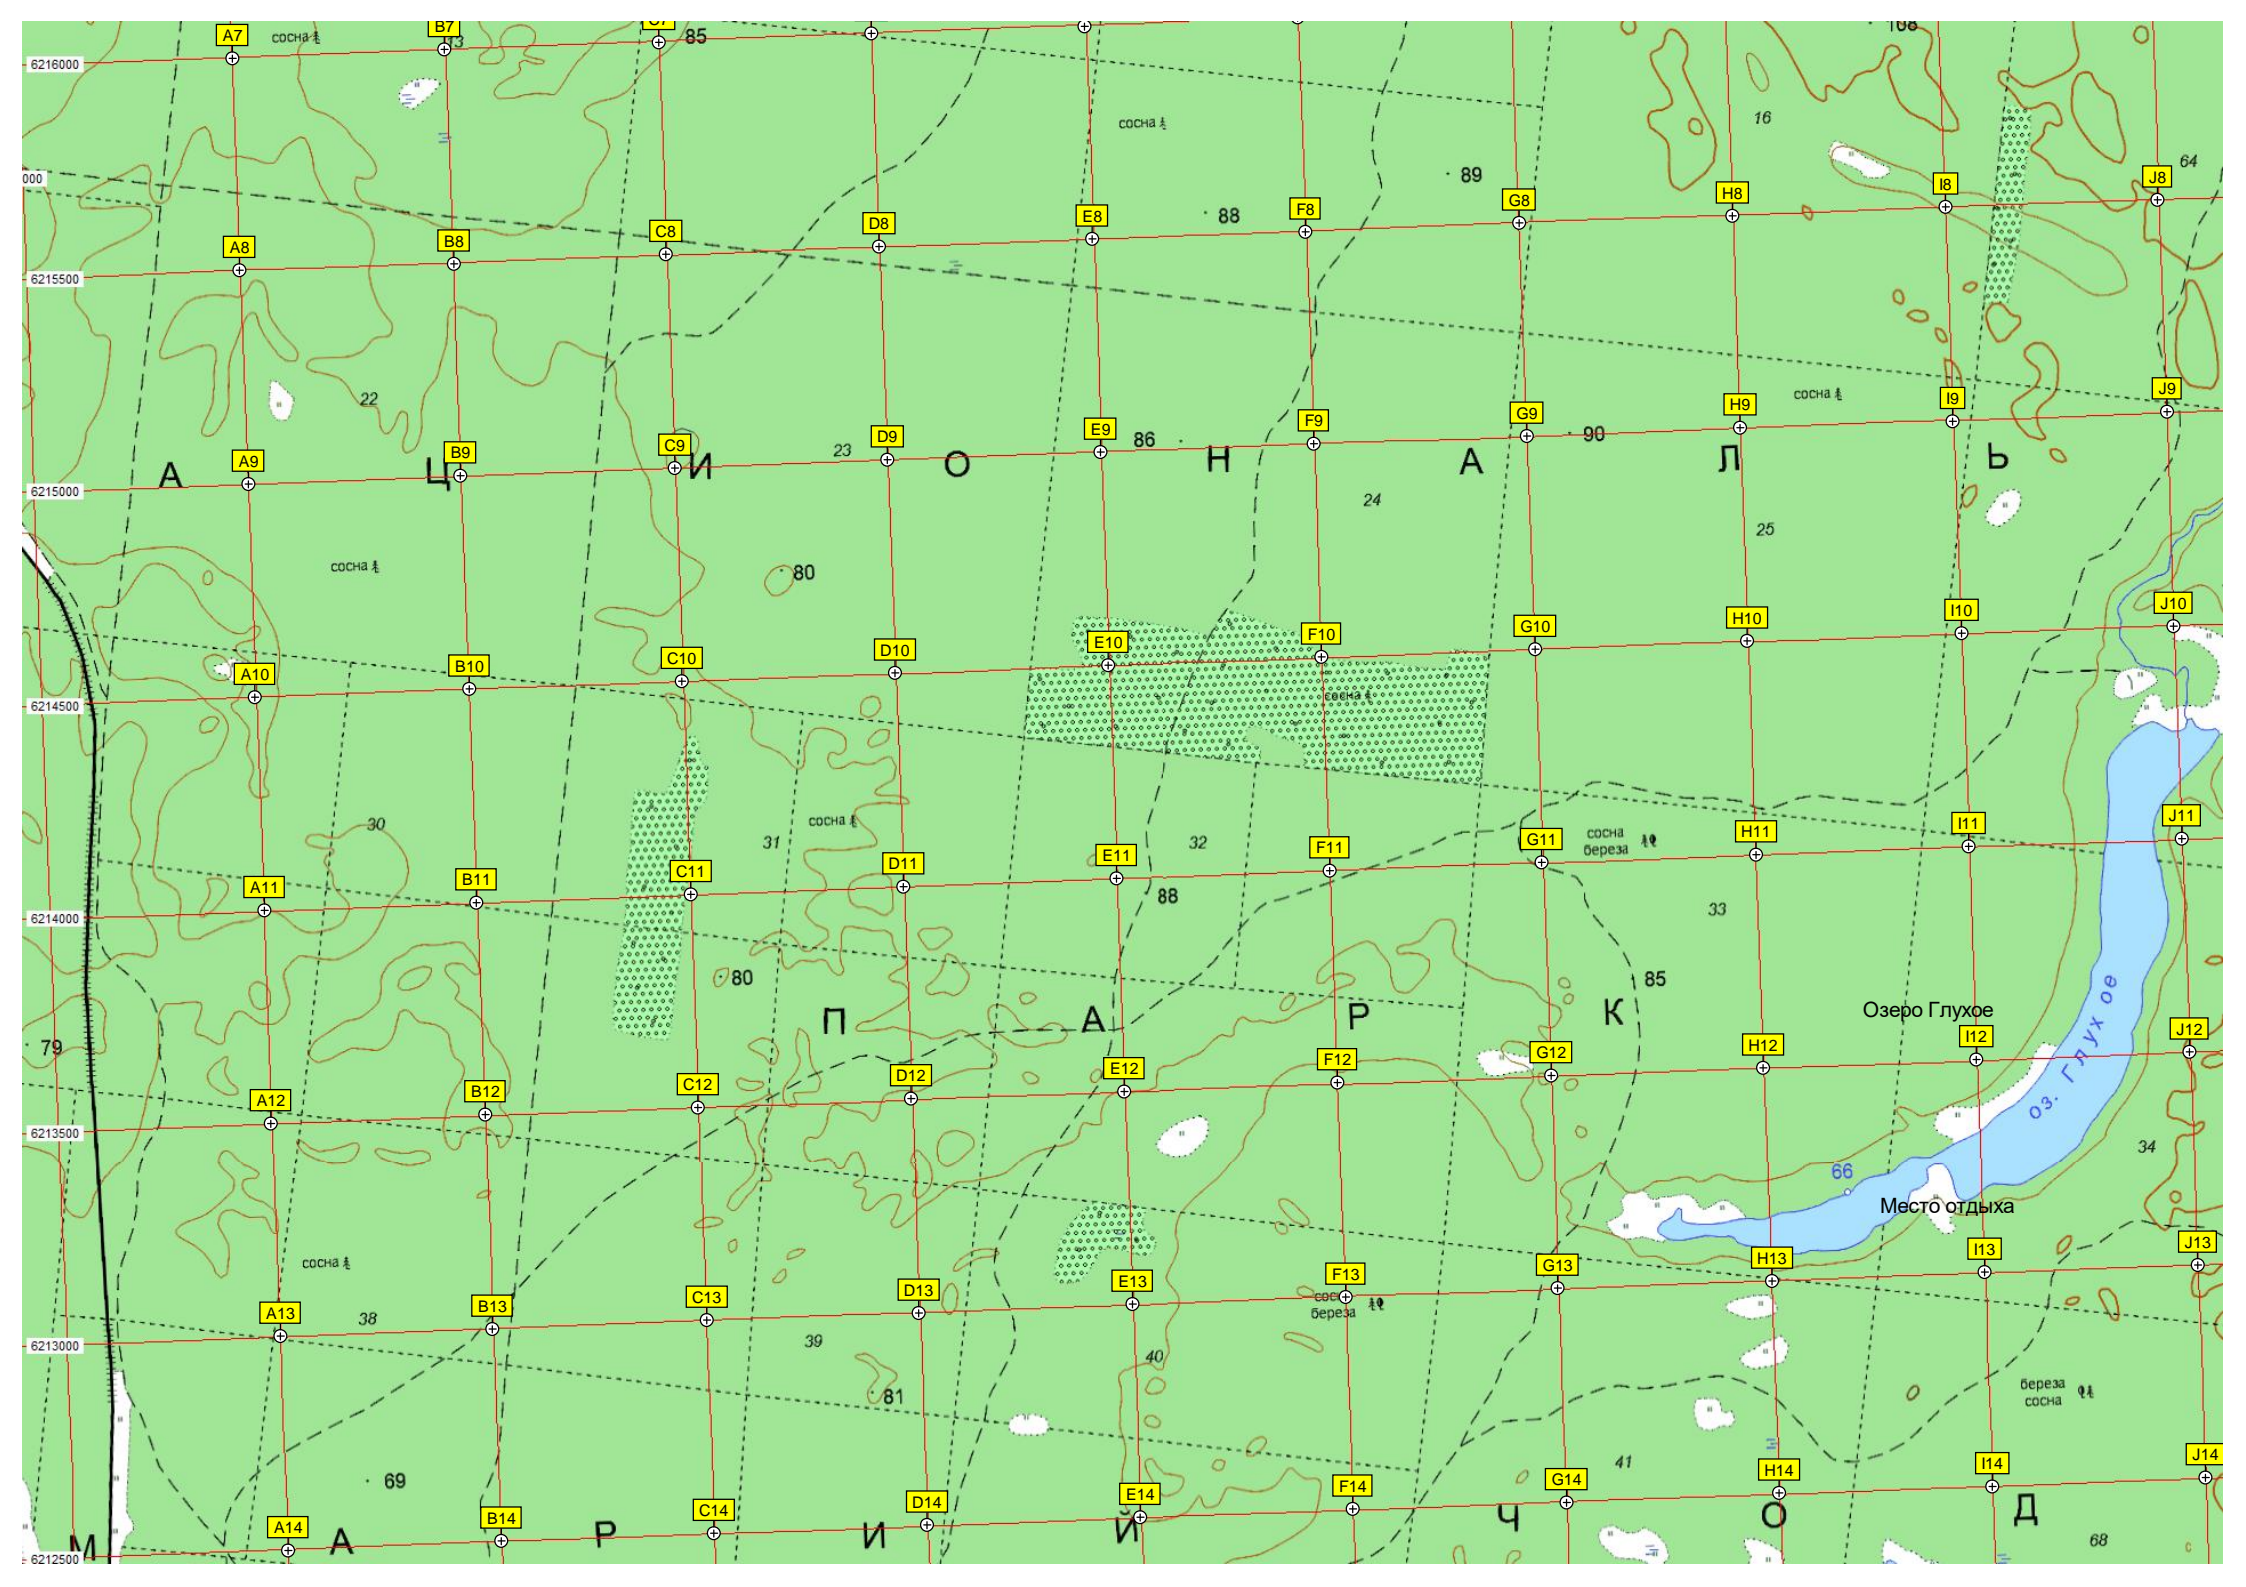 A7
B7
C7
сосна
13
85
108
6216000
сосна
16
89
64
000
88
A8
B8
C8
D8
E8
F8
G8
H8
I8
J8
6215500
22
сосна
A9
B9
C9
D9
E9
F9
G9
H9
I9
J9
23
86
90
А Ц И О Н А Л Ь
6215000
24
25
сосна
80
A10
B10
C10
D10
E10
F10
G10
H10
I10
J10
сосна
6214500
30
31
сосна
32
сосна
береза
A11
B11
C11
D11
E11
F11
G11
H11
I11
J11
88
33
6214000
80
85
П А Р К
Озеро Глухое
оз. Глухое
79
A12
B12
C12
D12
E12
F12
G12
H12
I12
J12
6213500
34
66
Место отдыха
сосна
A13
B13
C13
D13
E13
F13
G13
H13
I13
J13
береза
38
39
40
6213000
81
береза
сосна
69
41
A14
B14
C14
D14
E14
F14
G14
H14
I14
J14
М А Р И Й Ч О Д
68
6212500